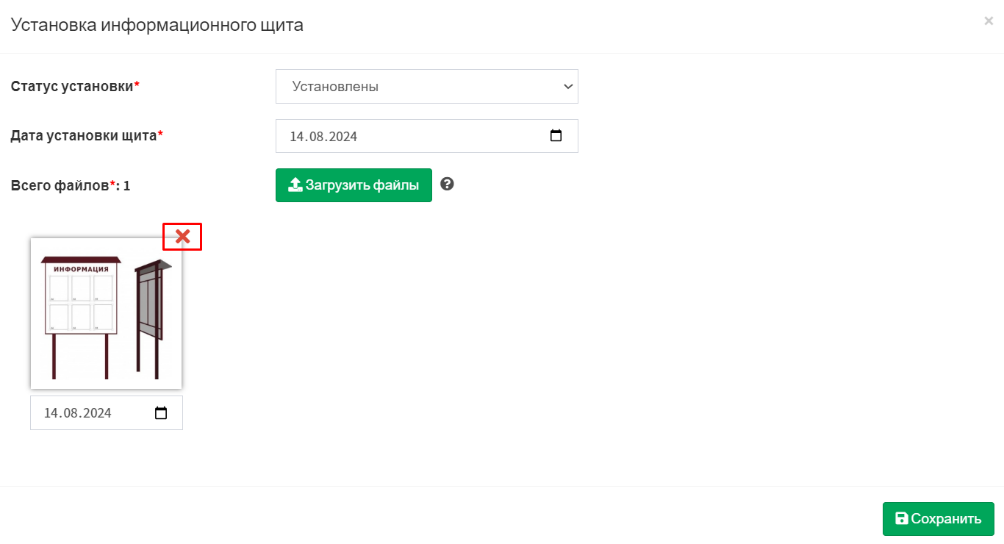 Установка информационного щита
×
Статус установки*
Установлены
Дата установки щита*
14.08.2024
Всего файлов*: 1
Загрузить файлы
?
ИНФОРМАЦИЯ
14.08.2024
Сохранить